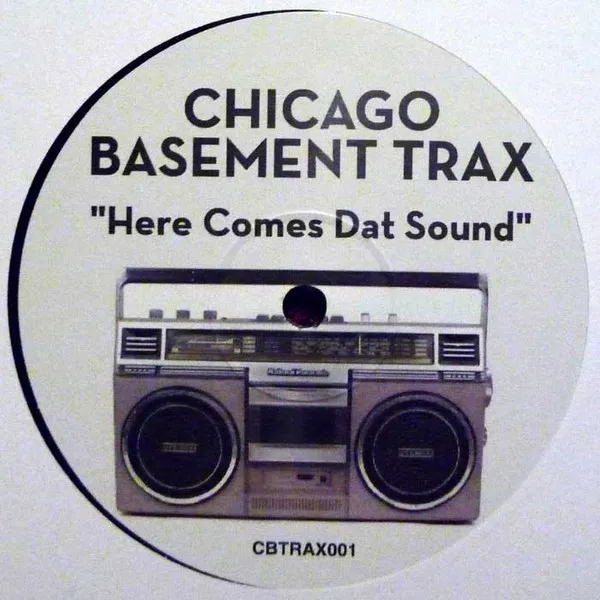 CHICAGO
BASEMENT TRAX
"Here Comes Dat Sound"
CBTRAX001